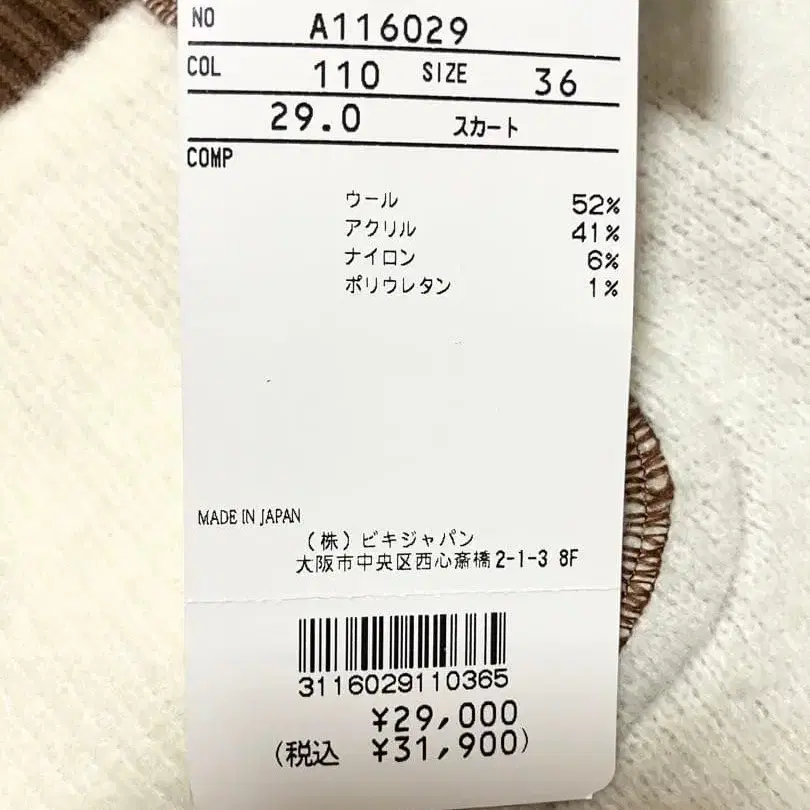 NO A116029
COL 110 SIZE 36
29.0 スカート
COMP
ウール 52%
アクリル 41%
ナイロン 6%
ポリウレタン 1%
MADE IN JAPAN
(株)ビキジャパン
大阪市中央区西心斎橋2-1-3 8F
3116029110365
¥29,000
(税込 ¥31,900)